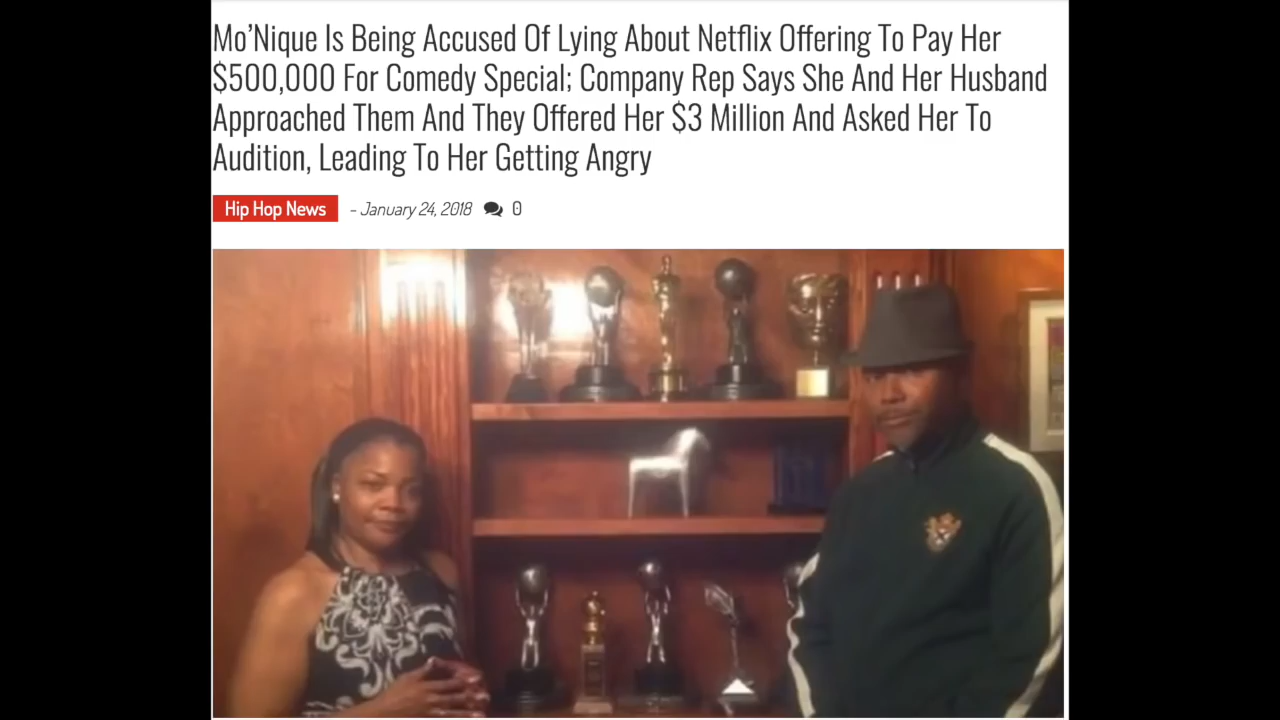 Mo’Nique Is Being Accused Of Lying About Netflix Offering To Pay Her
$500,000 For Comedy Special; Company Rep Says She And Her Husband
Approached Them And They Offered Her $3 Million And Asked Her To
Audition, Leading To Her Getting Angry
Hip Hop News - January 24, 2018 0